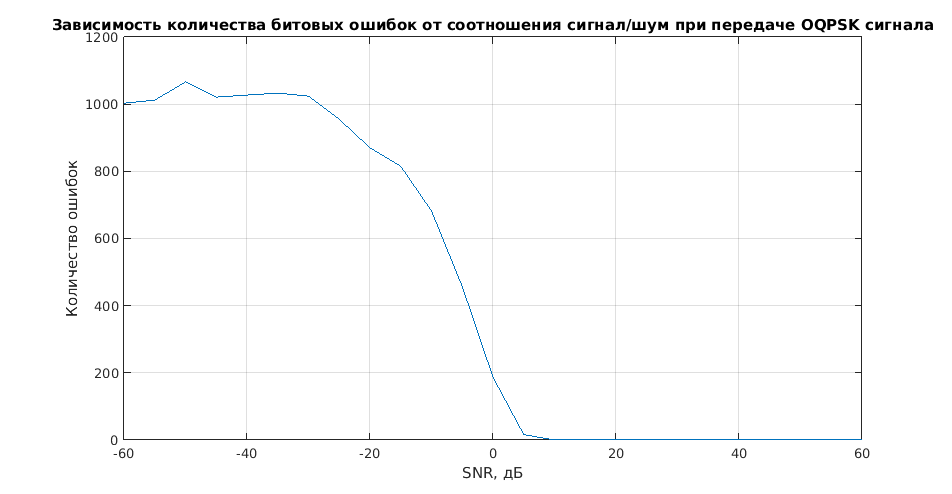 Зависимость количества битовых ошибок от соотношения сигнал/шум при передаче OQPSK сигнала
1200
1000
800
600
400
200
0
Количество ошибок
-60 -40 -20 0 20 40 60
SNR, дБ